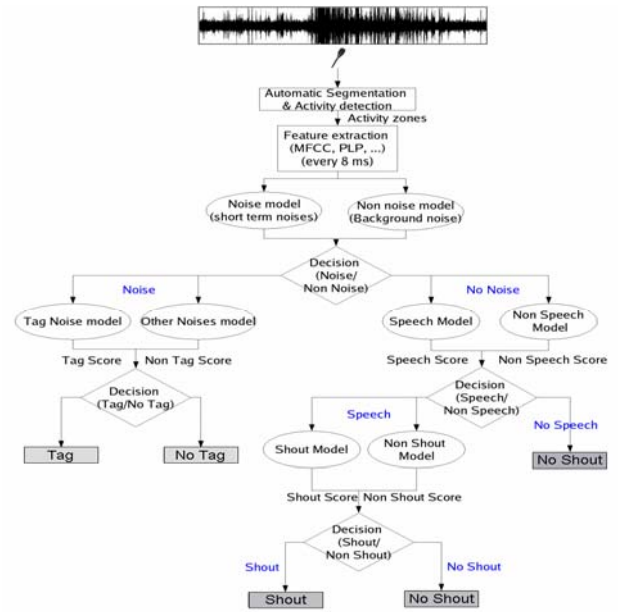 Automatic Segmentation
& Activity detection
Activity zones
Feature extraction
(MFCC, PLP, ...)
(every 8 ms)
Noise model
(short term noises)
Non noise model
(Background noise)
Decision
(Noise/
Non Noise)
Noise
No Noise
Tag Noise model
Other Noises model
Speech Model
Non Speech
Model
Tag Score
Non Tag Score
Speech Score
Non Speech Score
Decision
(Tag/No Tag)
Decision
(Speech/
Non Speech)
Speech
No Speech
Tag
No Tag
Shout Model
Non Shout
Model
No Shout
Shout Score
Non Shout Score
Decision
(Shout/
Non Shout)
Shout
No Shout
Shout
No Shout